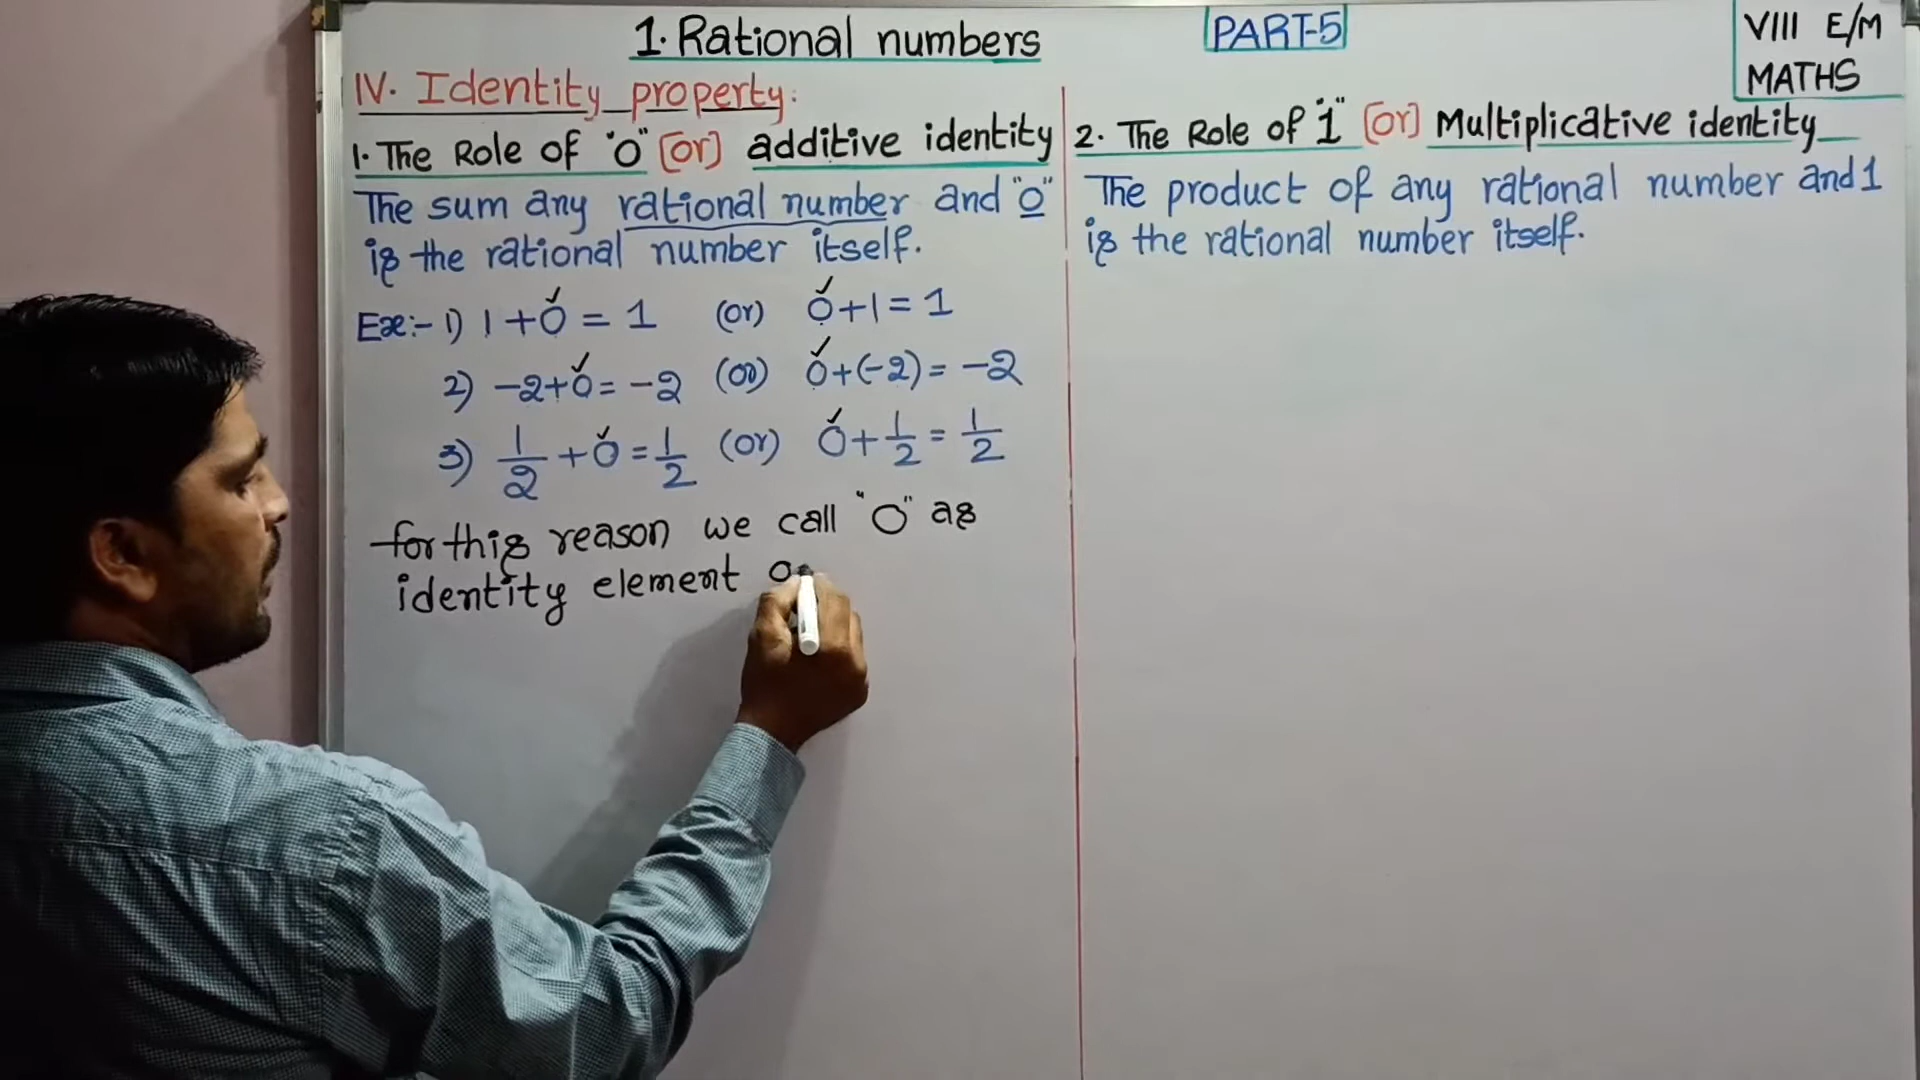 1. Rational numbers
PART-5
VIII E/M
MATHS
IV. Identity property:
1. The Role of "0" [or] additive identity
The sum any rational number and "0"
is the rational number itself.
Ex:- 1) 1 + 0 = 1 (or) 0 + 1 = 1
2) -2 + 0 = -2 (or) 0 + (-2) = -2
3) 1/2 + 0 = 1/2 (or) 0 + 1/2 = 1/2
for this reason we call "0" as
identity element
2. The Role of "1" [or] Multiplicative identity
The product of any rational number and 1
is the rational number itself.